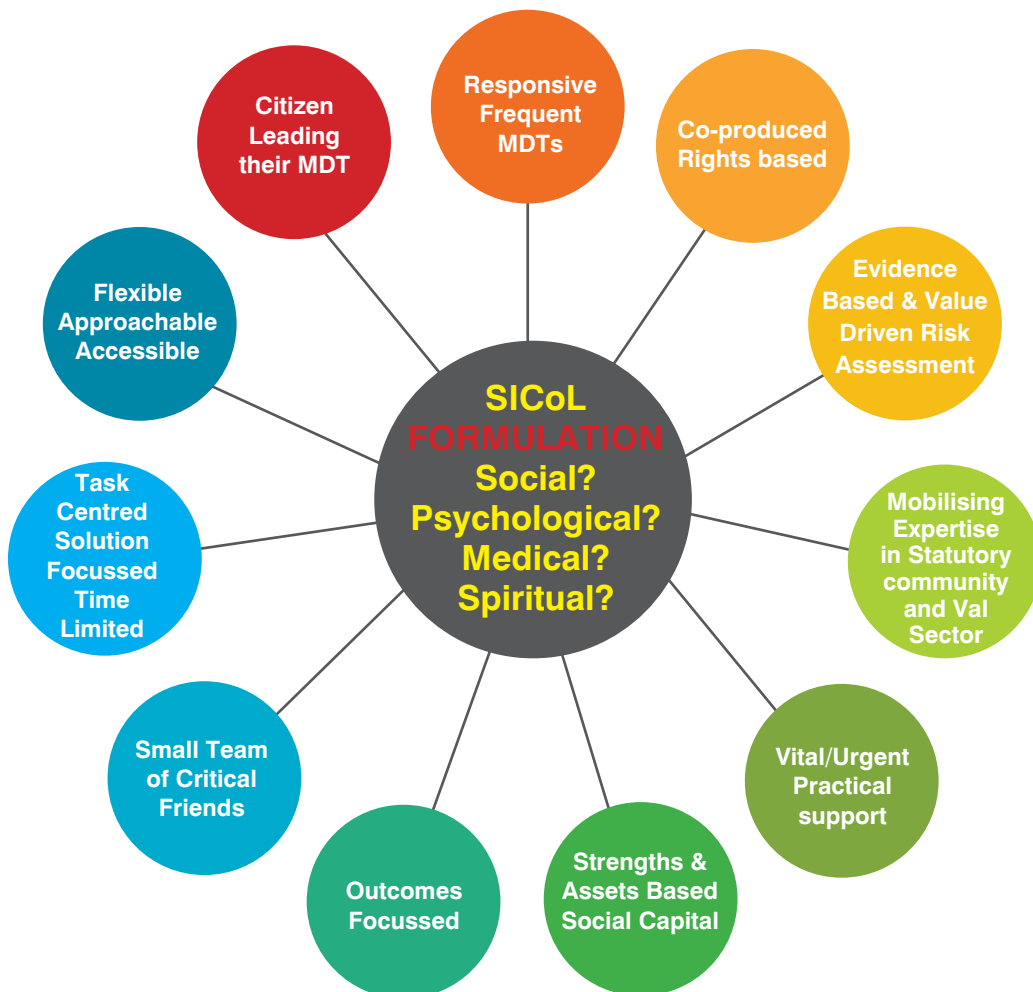 Citizen
Leading
their MDT
Responsive
Frequent
MDTs
Co-produced
Rights based
Evidence
Based & Value
Driven Risk
Assessment
Mobilising
Expertise
in Statutory
community
and Val
Sector
Vital/Urgent
Practical
support
Strengths &
Assets Based
Social Capital
Outcomes
Focussed
Small Team
of Critical
Friends
Task
Centred
Solution
Focussed
Time
Limited
Flexible
Approachable
Accessible
SICoL
FORMULATION
Social?
Psychological?
Medical?
Spiritual?